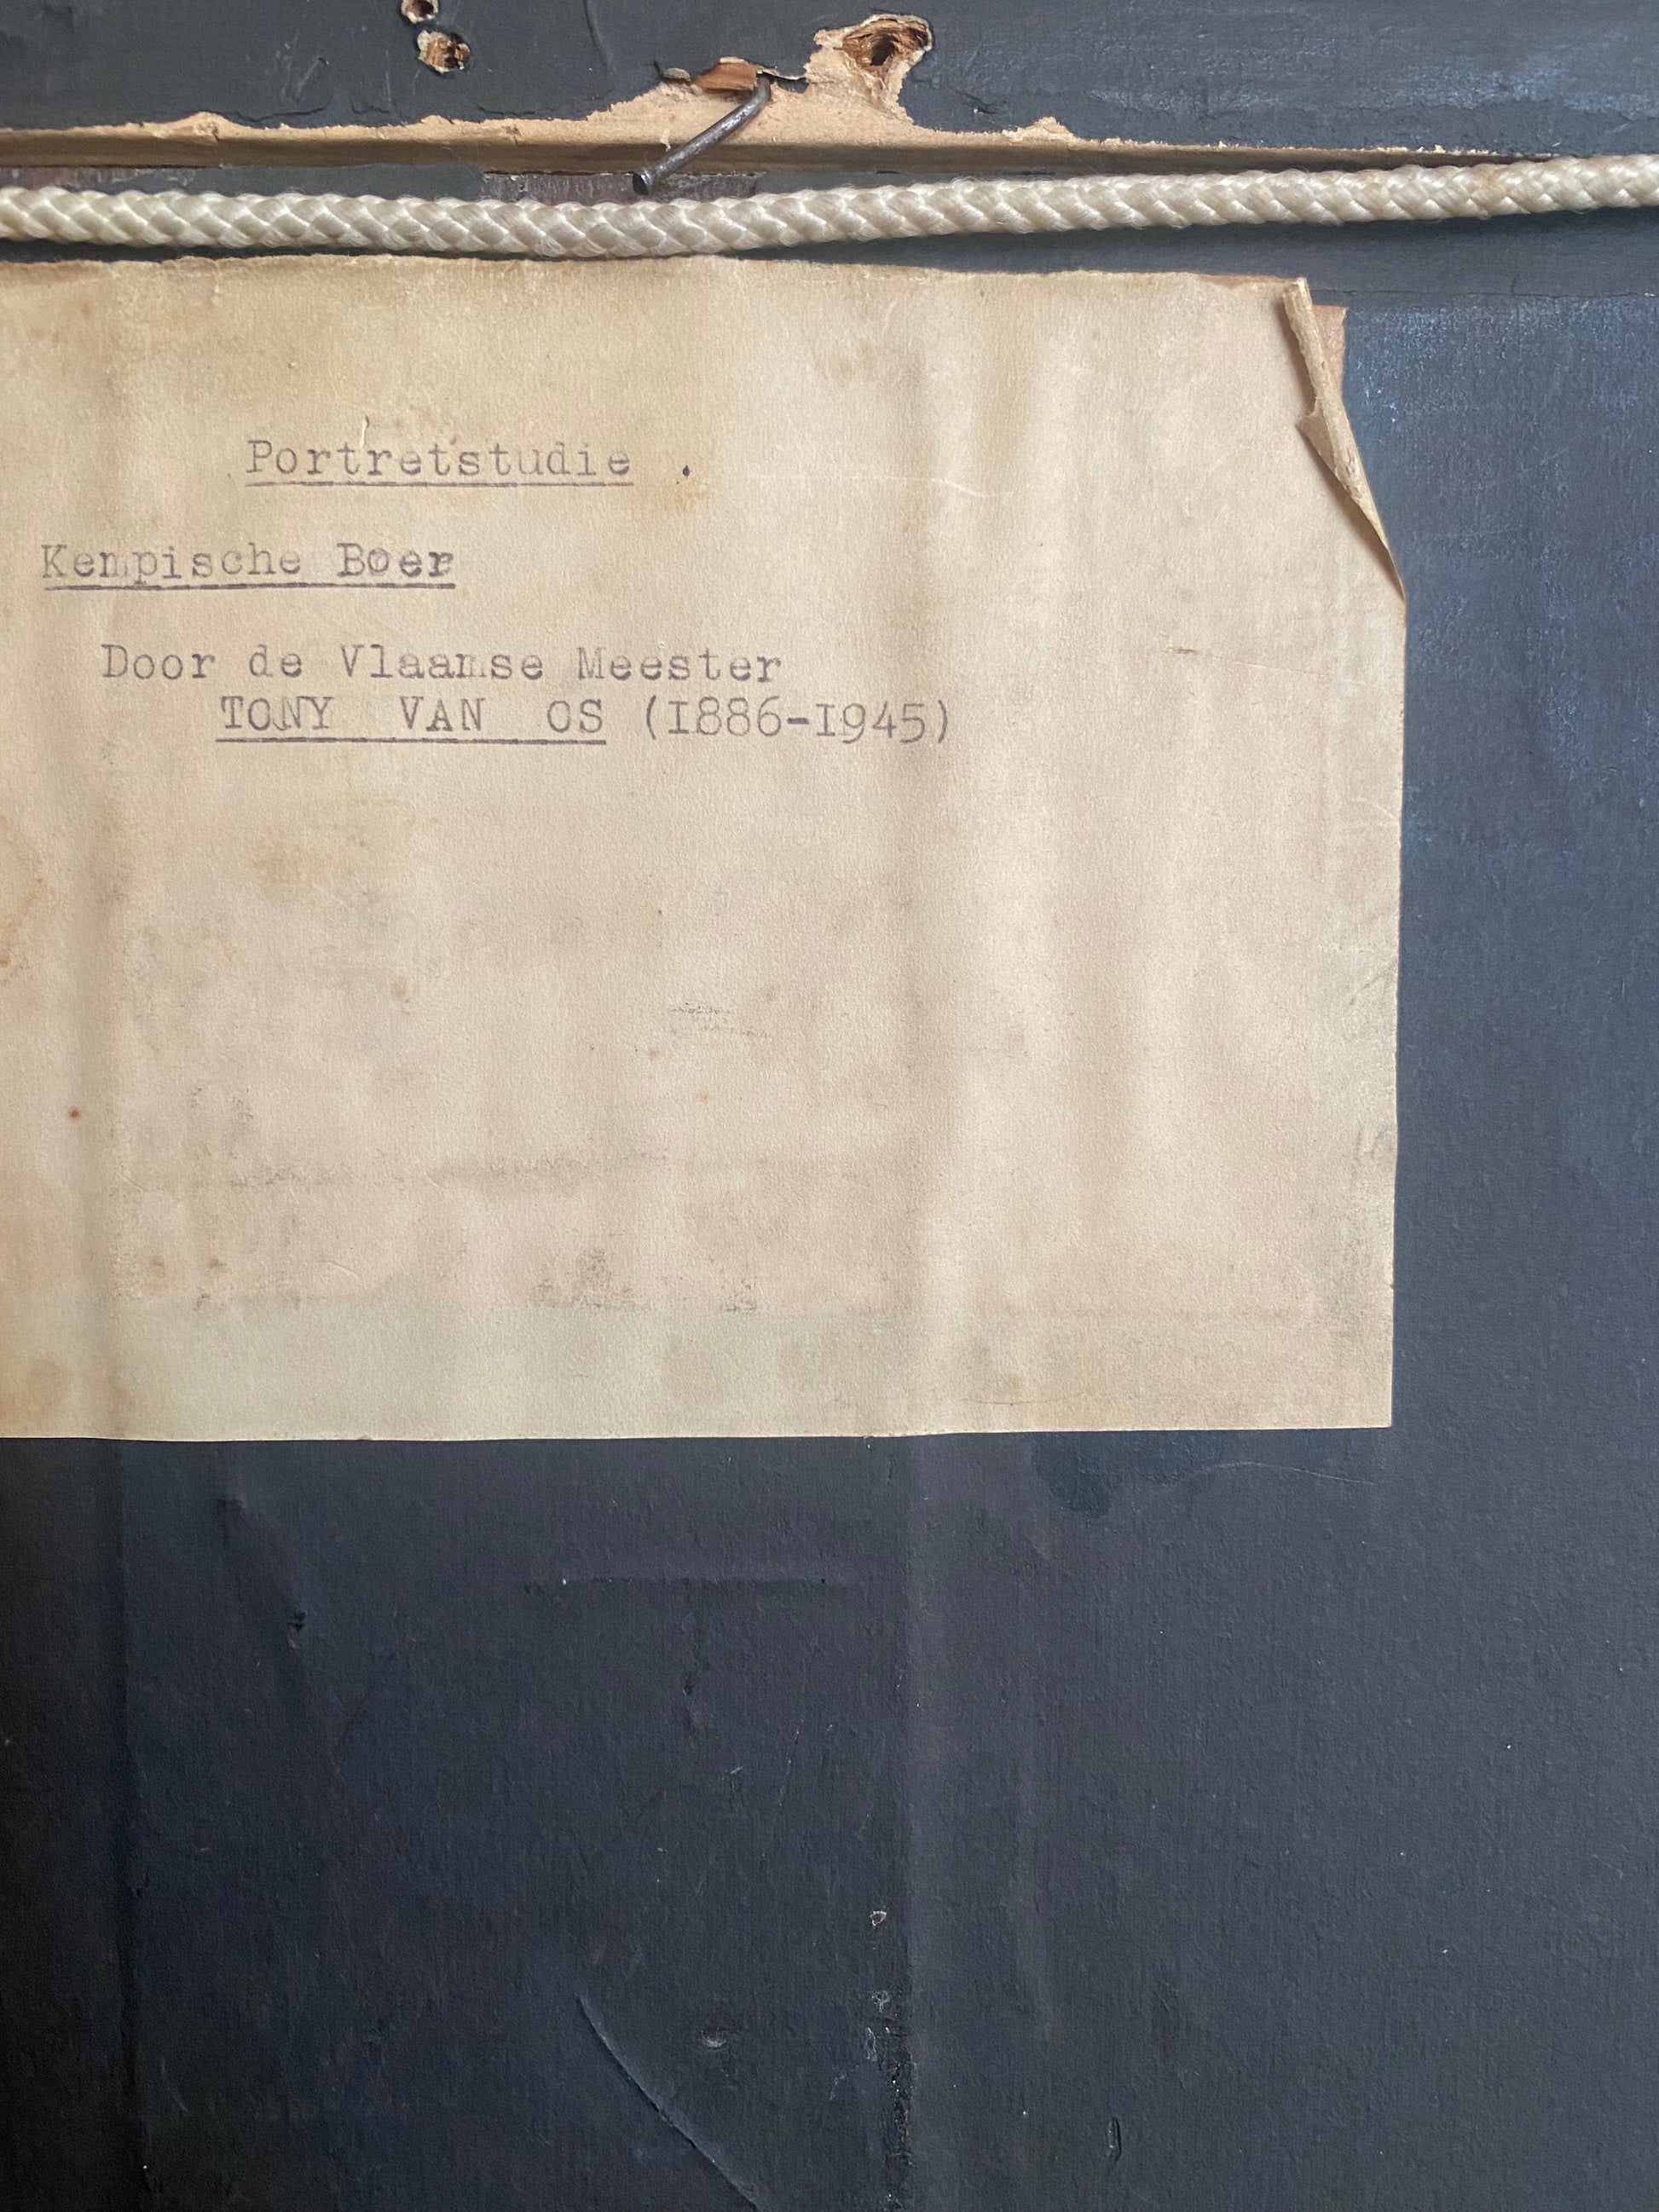 Portretstudie .
Kempische Boer
Door de Vlaamse Meester
TONY VAN OS (1886-1945)